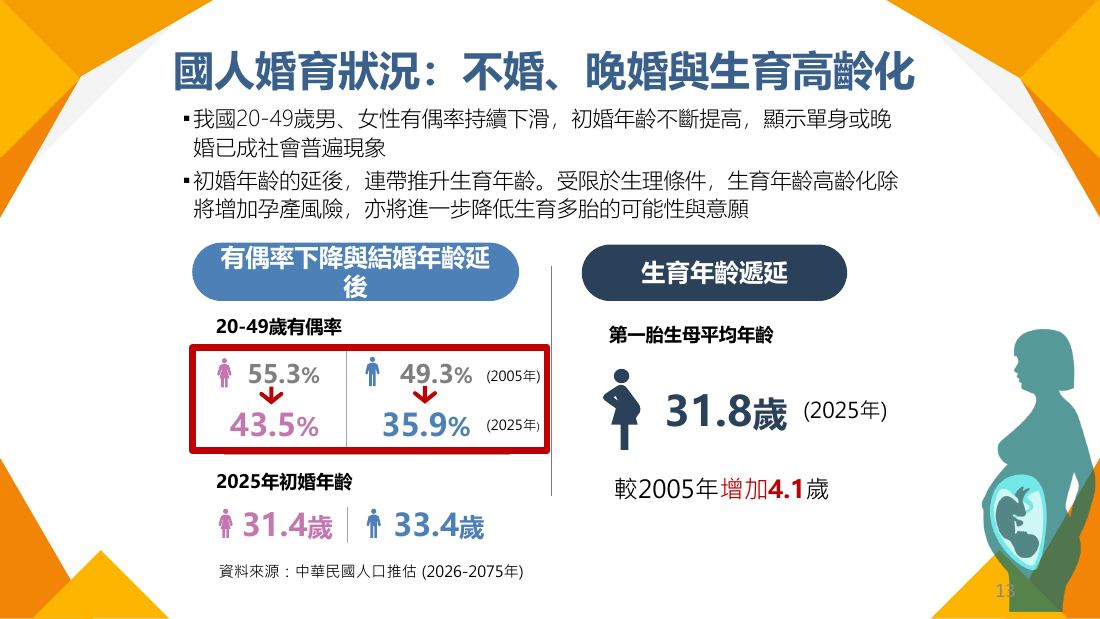 國人婚育狀況：不婚、晚婚與生育高齡化
▪我國20-49歲男、女性有偶率持續下滑，初婚年齡不斷提高，顯示單身或晚
婚已成社會普遍現象
▪初婚年齡的延後，連帶推升生育年齡。受限於生理條件，生育年齡高齡化除
將增加孕產風險，亦將進一步降低生育多胎的可能性與意願
有偶率下降與結婚年齡延
後
20-49歲有偶率
55.3% 49.3% (2005年)
43.5% 35.9% (2025年)
2025年初婚年齡
31.4歲 33.4歲
資料來源：中華民國人口推估 (2026-2075年)
生育年齡遞延
第一胎生母平均年齡
31.8歲 (2025年)
較2005年增加4.1歲
13